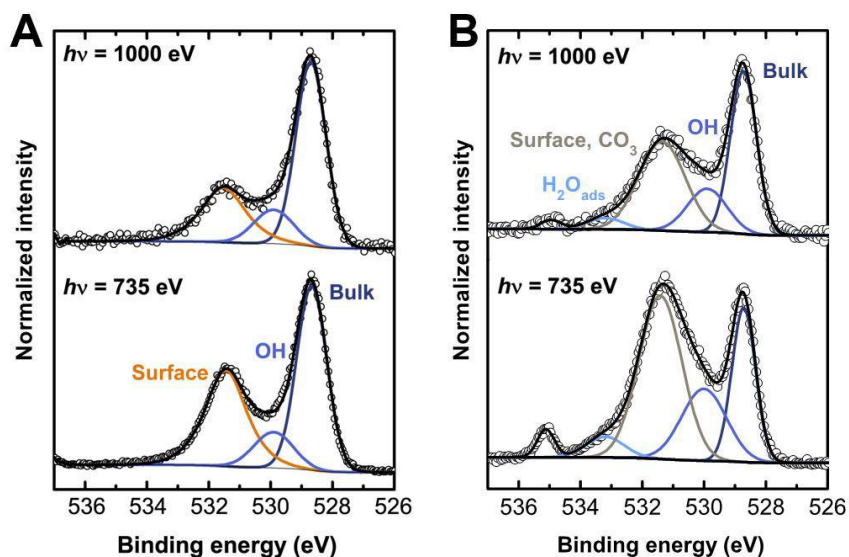 A
hν = 1000 eV
hν = 735 eV
Bulk
OH
Surface
Normalized intensity
536 534 532 530 528 526
Binding energy (eV)
B
hν = 1000 eV
Bulk
OH
Surface, CO₃
H₂Oads
hν = 735 eV
Normalized intensity
536 534 532 530 528 526
Binding energy (eV)